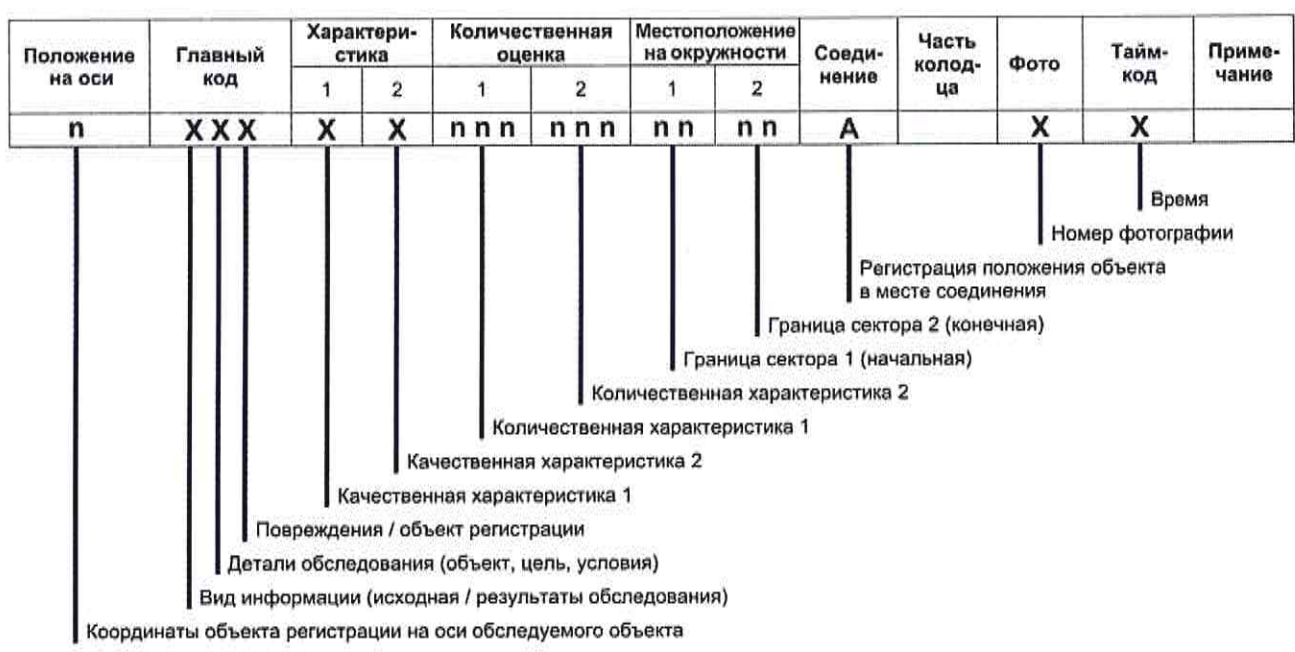 Положение на оси
Главный код
Характери-
стика
Количественная оценка
Местоположение на окружности
Соеди-
нение
Часть колод-
ца
Фото
Тайм-
код
Приме-
чание
1 2 1 2 1 2
n XXX X X n n n n n n n n n n A X X
Время
Номер фотографии
Регистрация положения объекта
в месте соединения
Граница сектора 2 (конечная)
Граница сектора 1 (начальная)
Количественная характеристика 2
Количественная характеристика 1
Качественная характеристика 2
Качественная характеристика 1
Повреждения / объект регистрации
Детали обследования (объект, цель, условия)
Вид информации (исходная / результаты обследования)
Координаты объекта регистрации на оси обследуемого объекта